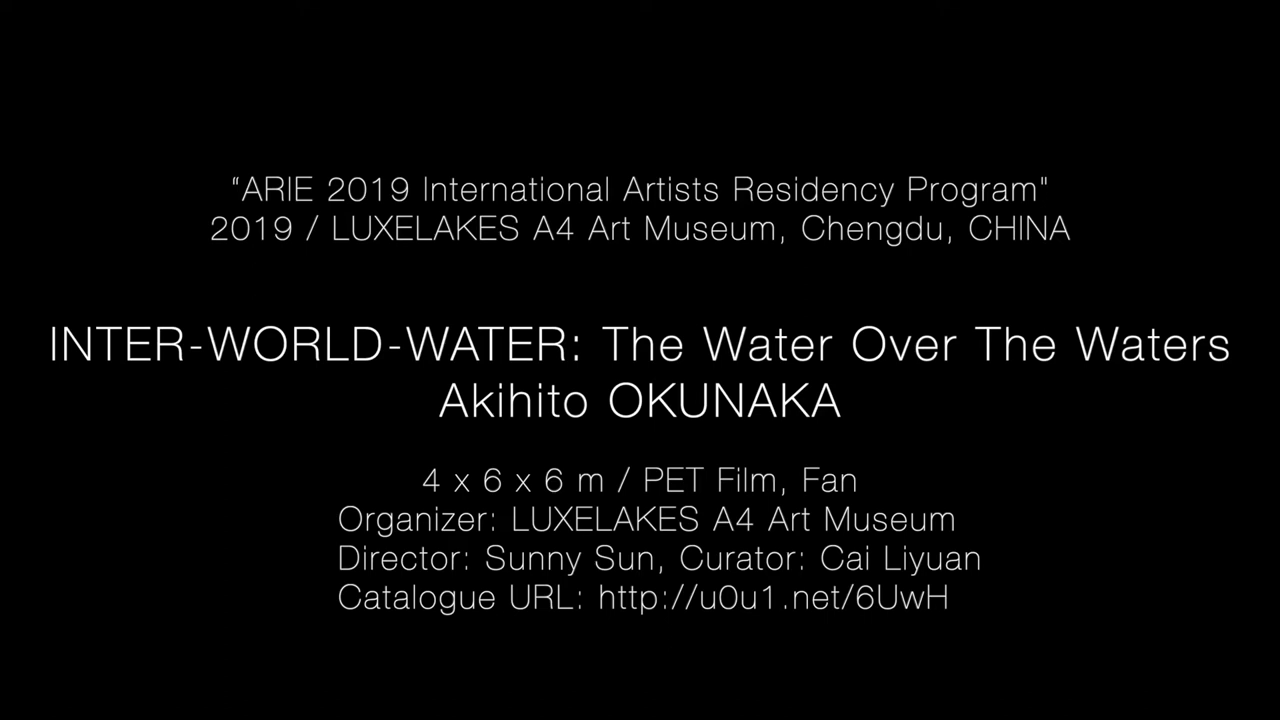 “ARIE 2019 International Artists Residency Program"
2019 / LUXELAKES A4 Art Museum, Chengdu, CHINA
INTER-WORLD-WATER: The Water Over The Waters
Akihito OKUNAKA
4 x 6 x 6 m / PET Film, Fan
Organizer: LUXELAKES A4 Art Museum
Director: Sunny Sun, Curator: Cai Liyuan
Catalogue URL: http://u0u1.net/6UwH